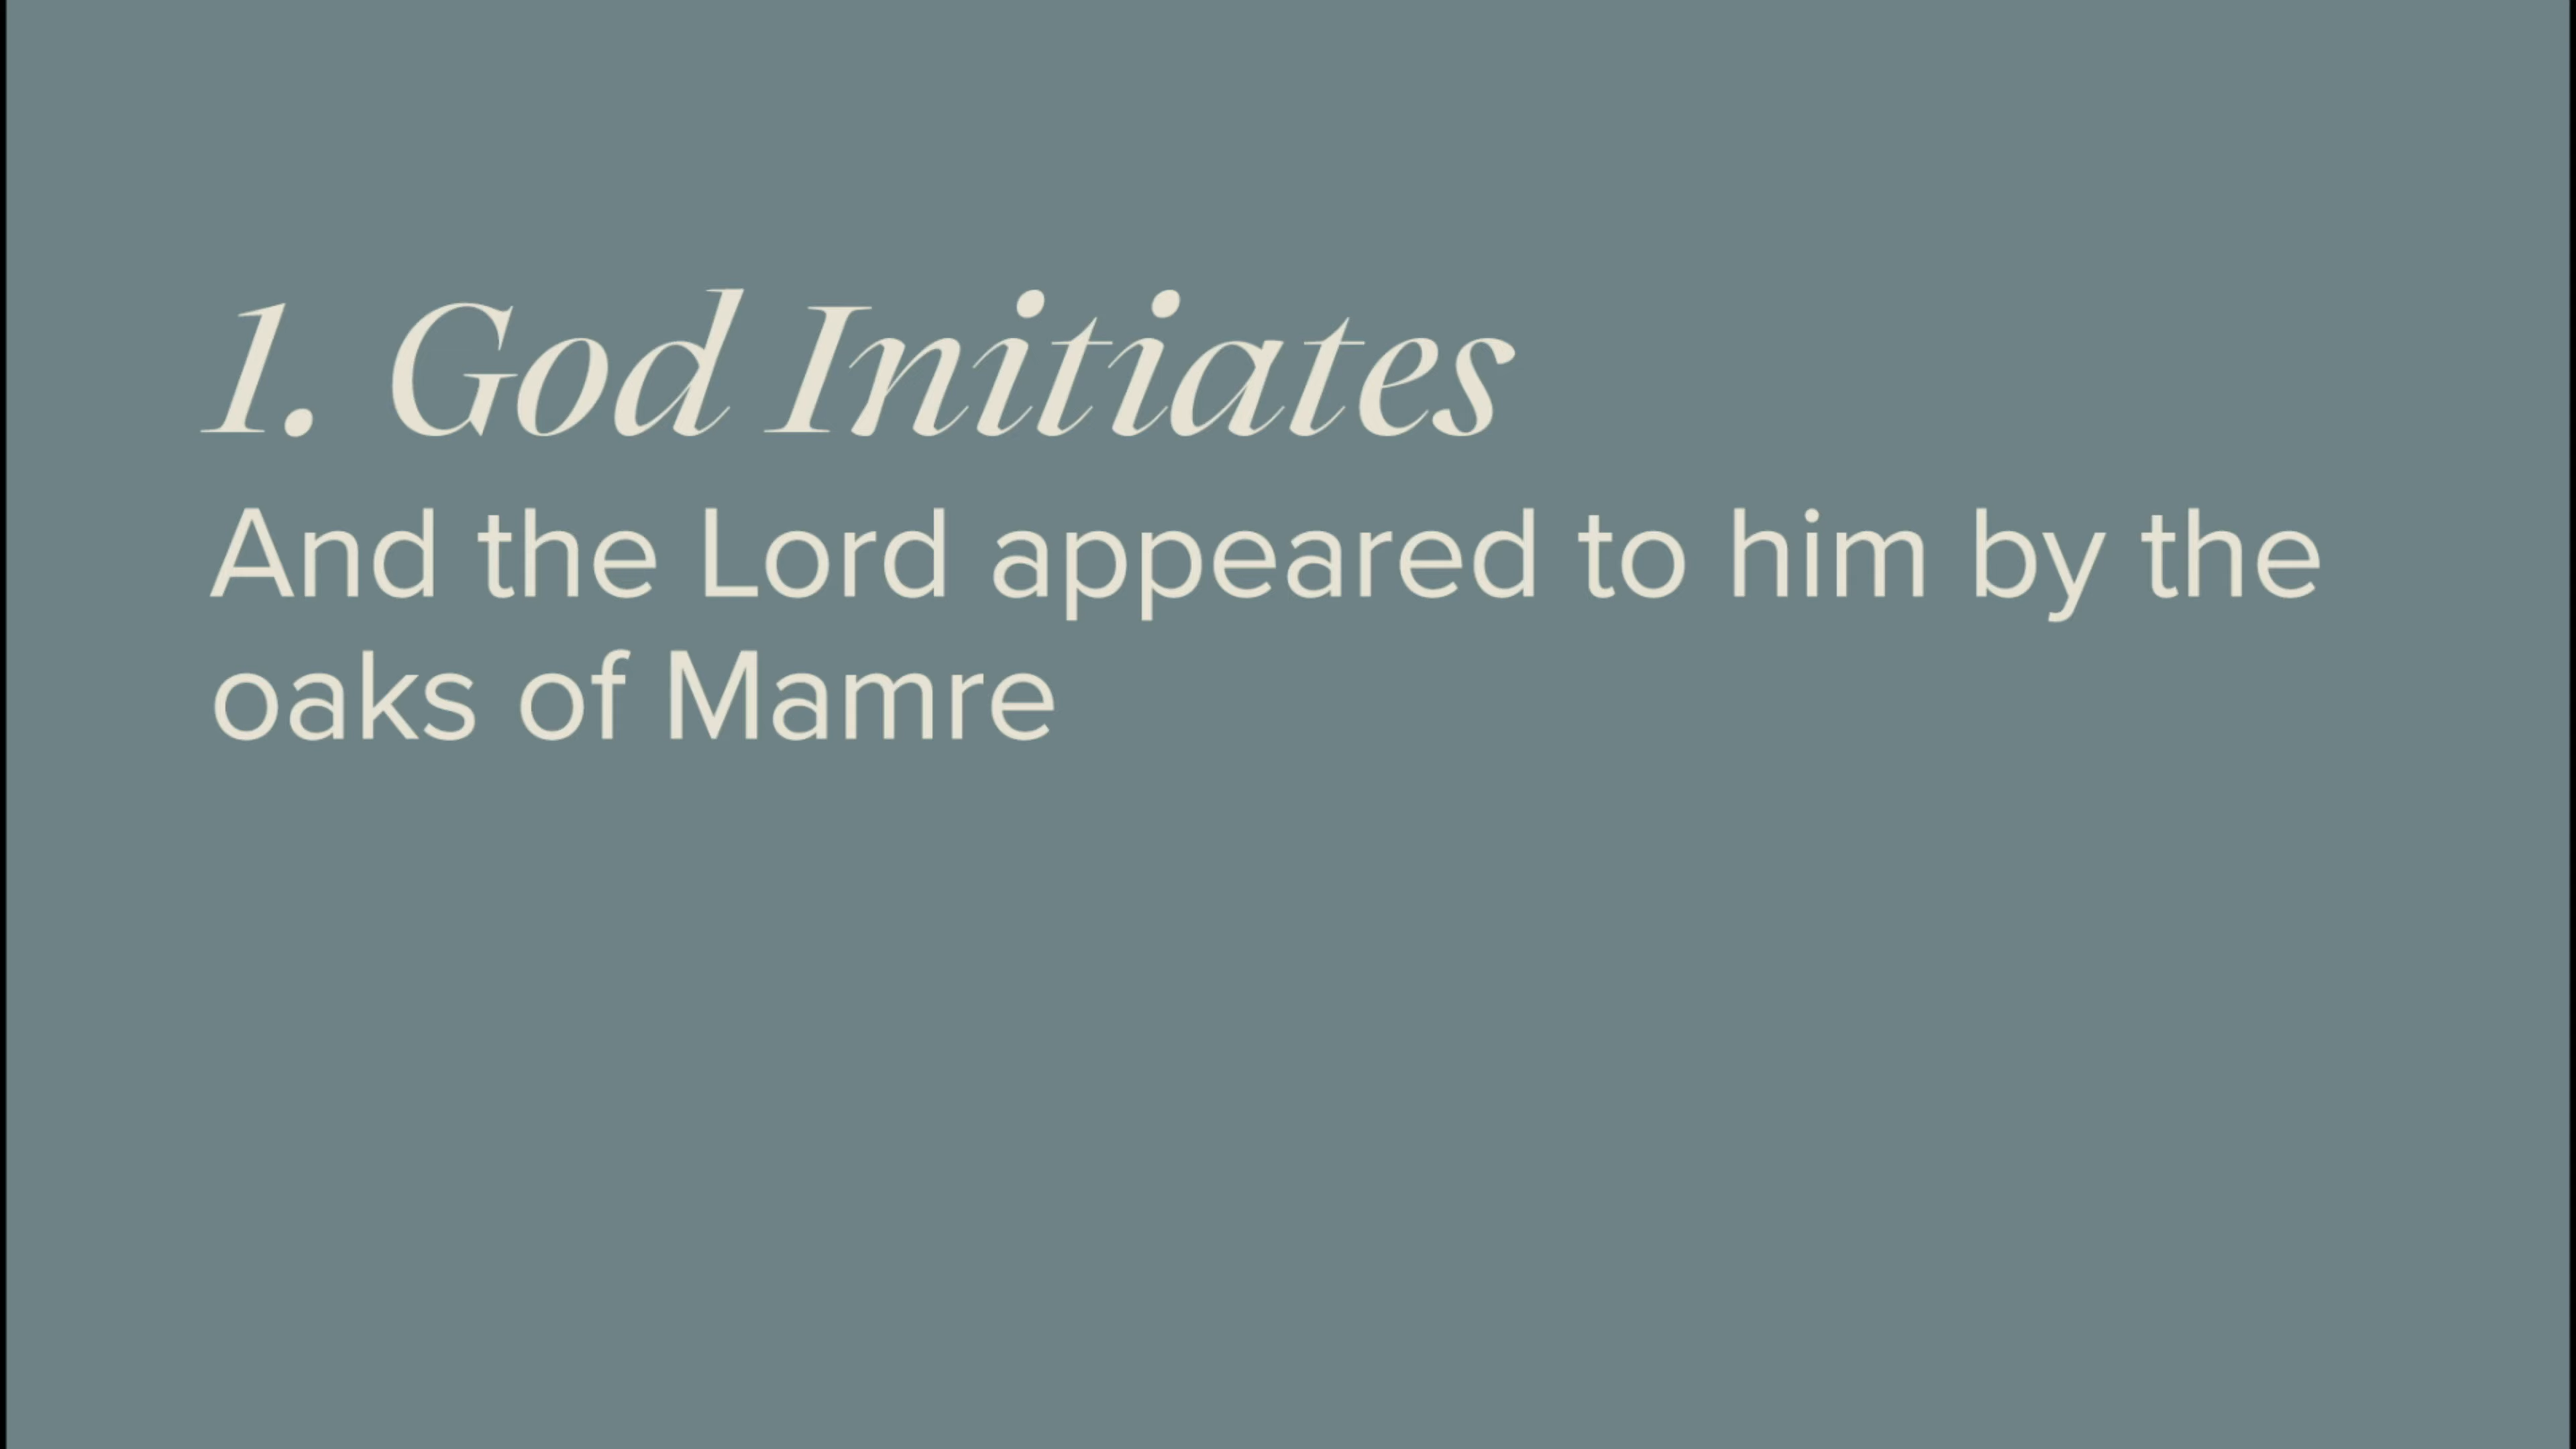 1. God Initiates
And the Lord appeared to him by the
oaks of Mamre